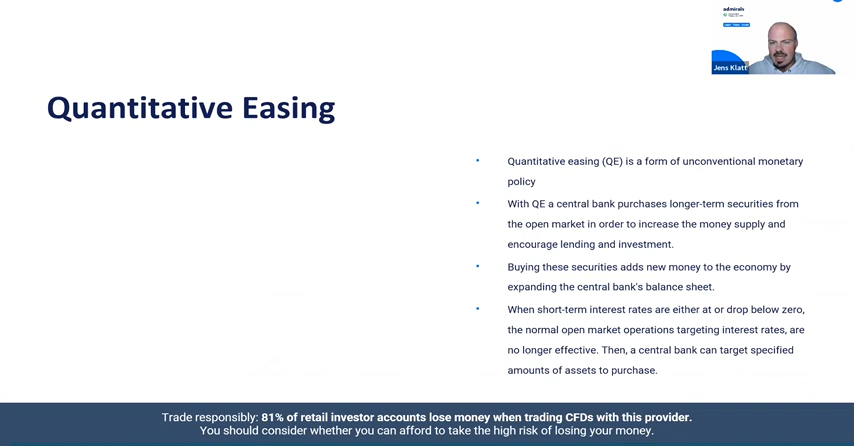 admirals
Jens Klatt
Quantitative Easing
• Quantitative easing (QE) is a form of unconventional monetary
policy
• With QE a central bank purchases longer-term securities from
the open market in order to increase the money supply and
encourage lending and investment.
• Buying these securities adds new money to the economy by
expanding the central bank's balance sheet.
• When short-term interest rates are either at or drop below zero,
the normal open market operations targeting interest rates, are
no longer effective. Then, a central bank can target specified
amounts of assets to purchase.
Trade responsibly: 81% of retail investor accounts lose money when trading CFDs with this provider.
You should consider whether you can afford to take the high risk of losing your money.